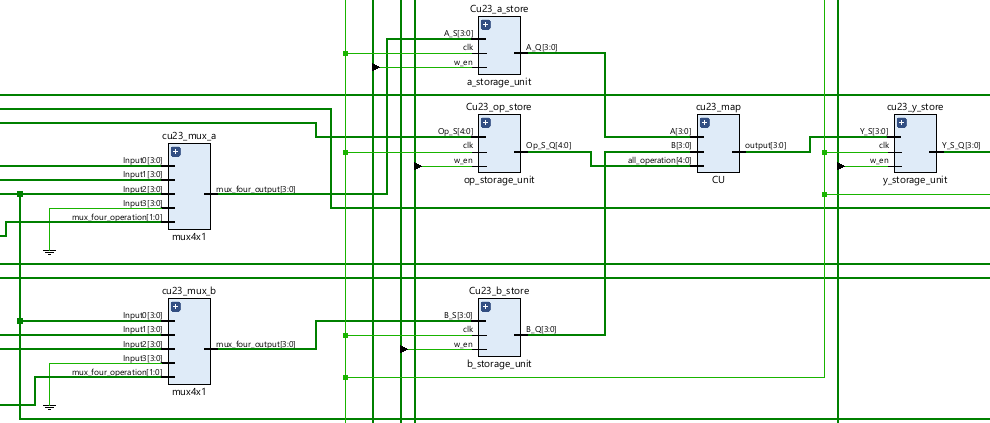 Cu23_a_store
A_S[3:0]
clk
w_en
A_Q[3:0]
a_storage_unit
Cu23_op_store
Op_S[4:0]
clk
w_en
Op_S_Q[4:0]
op_storage_unit
cu23_map
A[3:0]
B[3:0]
all_operation[4:0]
output[3:0]
CU
cu23_y_store
Y_S[3:0]
clk
w_en
Y_S_Q[3:0]
y_storage_unit
cu23_mux_a
Input0[3:0]
Input1[3:0]
Input2[3:0]
Input3[3:0]
mux_four_operation[1:0]
mux_four_output[3:0]
mux4x1
cu23_mux_b
Input0[3:0]
Input1[3:0]
Input2[3:0]
Input3[3:0]
mux_four_operation[1:0]
mux_four_output[3:0]
mux4x1
Cu23_b_store
B_S[3:0]
clk
w_en
B_Q[3:0]
b_storage_unit